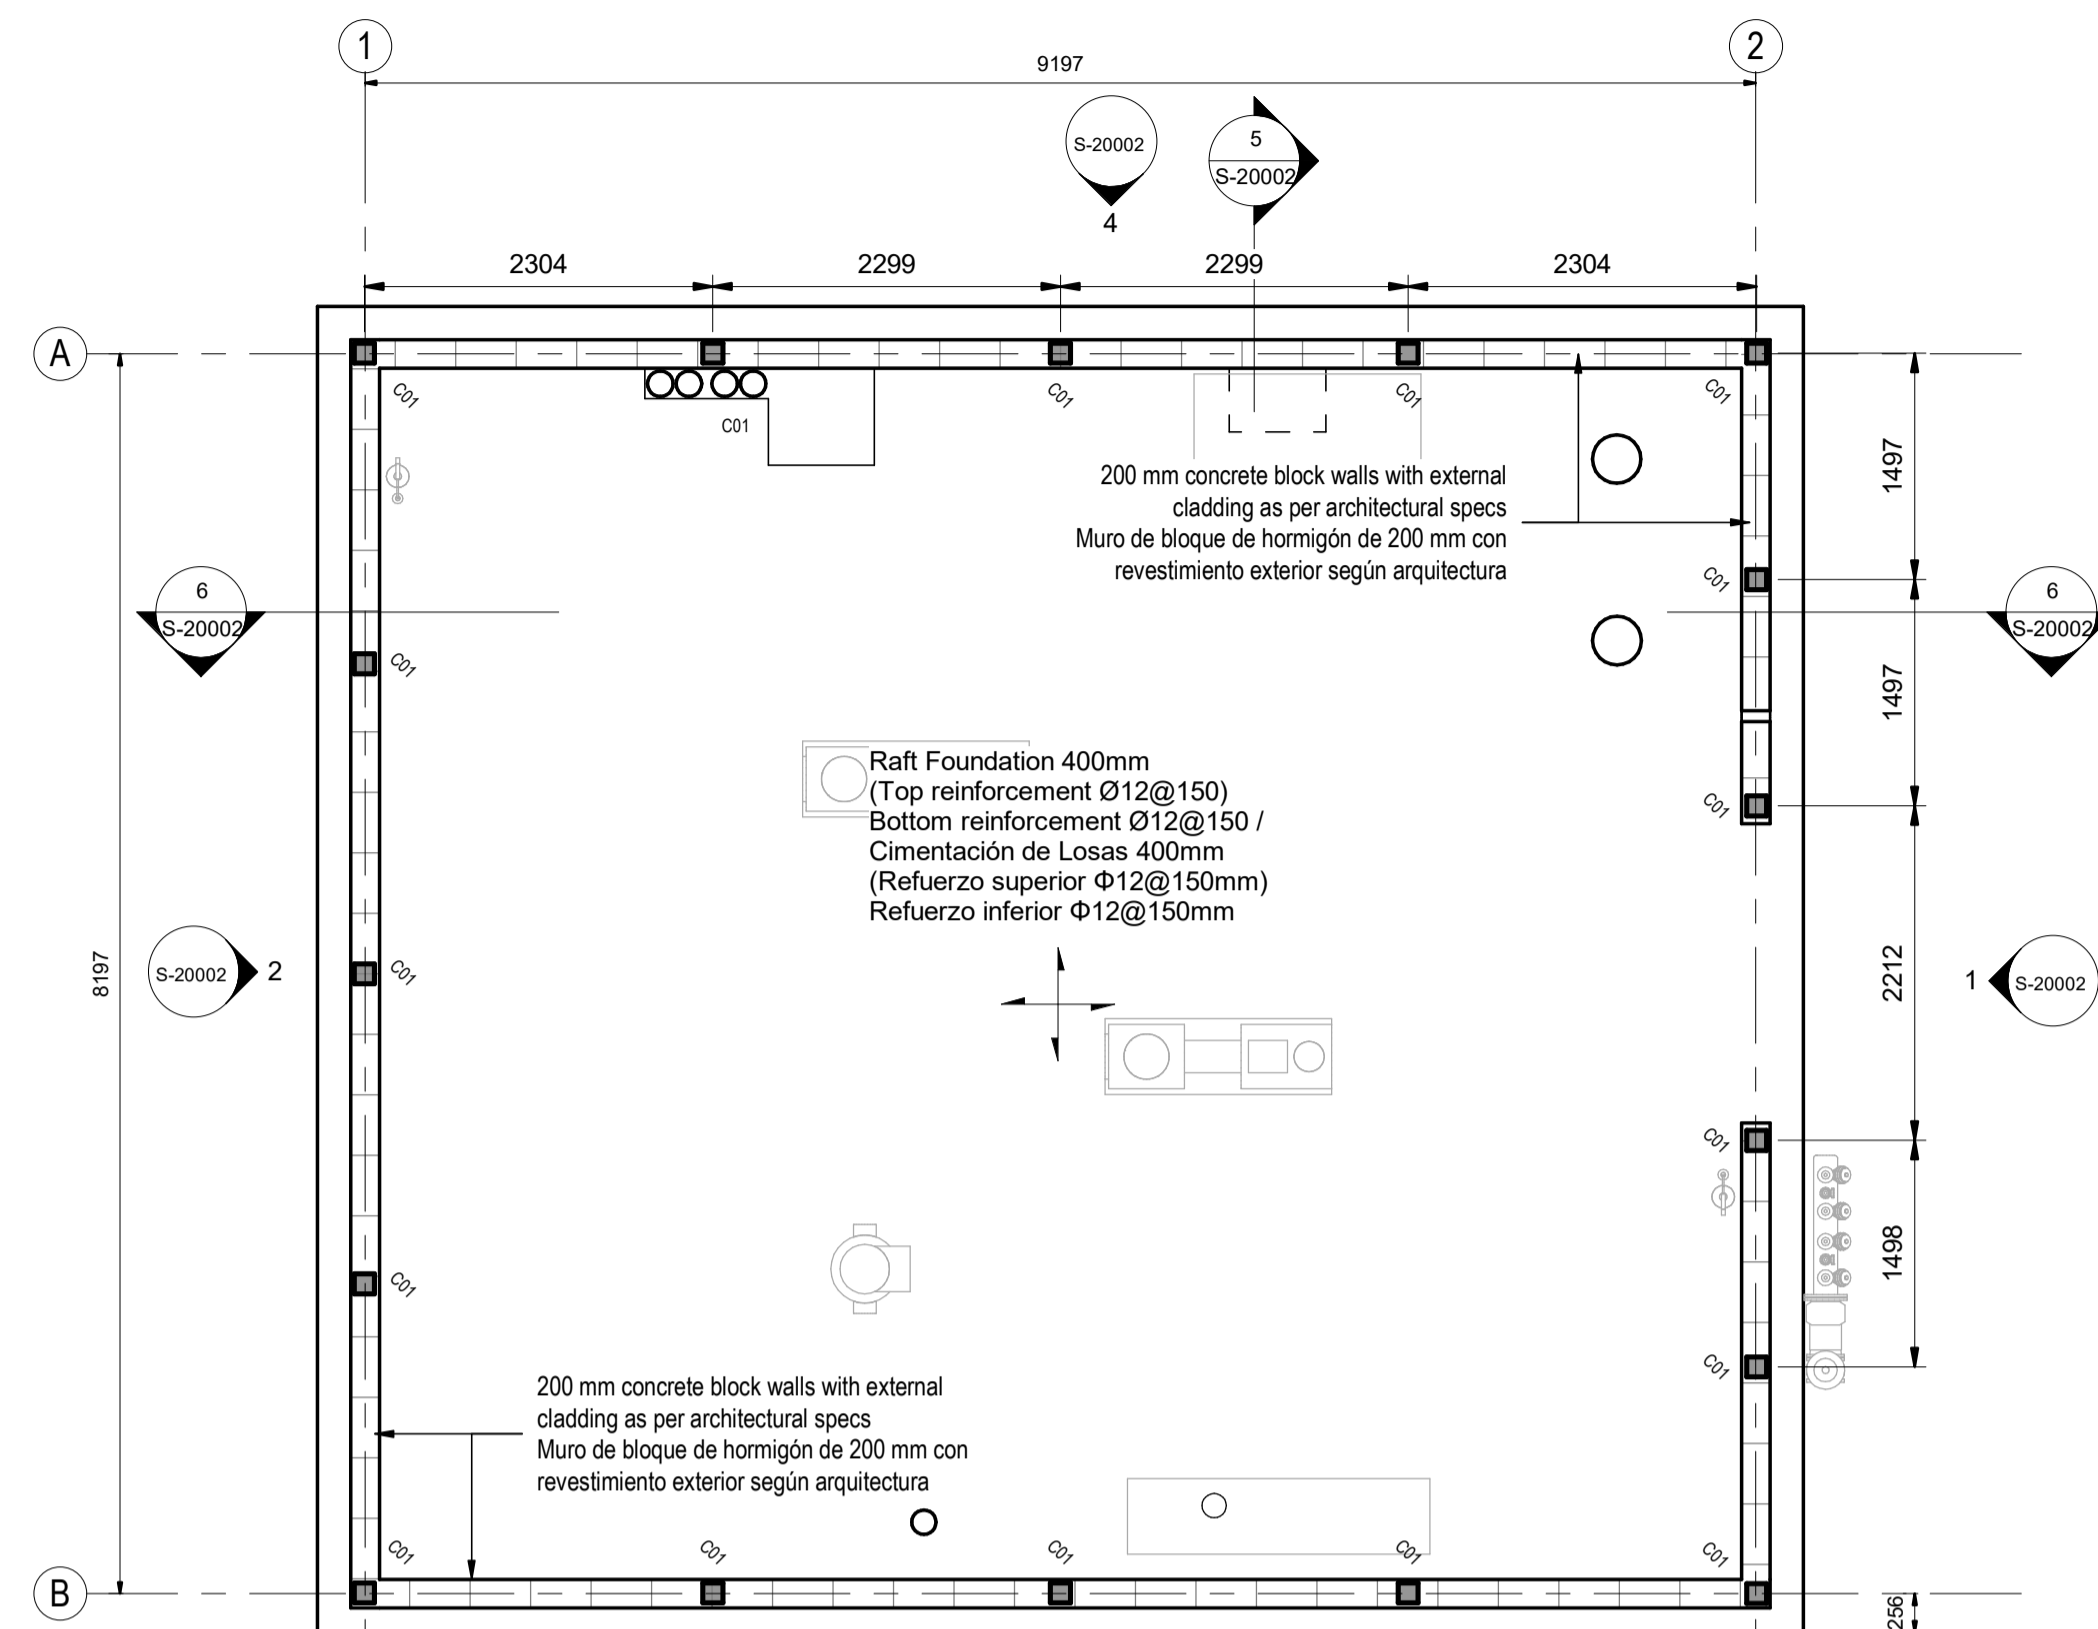 1
2
9197
S-20002
4
5
S-20002
2304
2299
2299
2304
A
C01
C01
C01
C01
C01
1497
200 mm concrete block walls with external
cladding as per architectural specs
Muro de bloque de hormigón de 200 mm con
revestimiento exterior según arquitectura
C01
6
S-20002
6
S-20002
C01
1497
Raft Foundation 400mm
(Top reinforcement Ø12@150)
Bottom reinforcement Ø12@150 /
Cimentación de Losas 400mm
(Refuerzo superior Φ12@150mm)
Refuerzo inferior Φ12@150mm
C01
8197
S-20002
2
C01
2212
1
S-20002
C01
C01
1498
C01
200 mm concrete block walls with external
cladding as per architectural specs
Muro de bloque de hormigón de 200 mm con
revestimiento exterior según arquitectura
C01
C01
C01
C01
C01
B
256